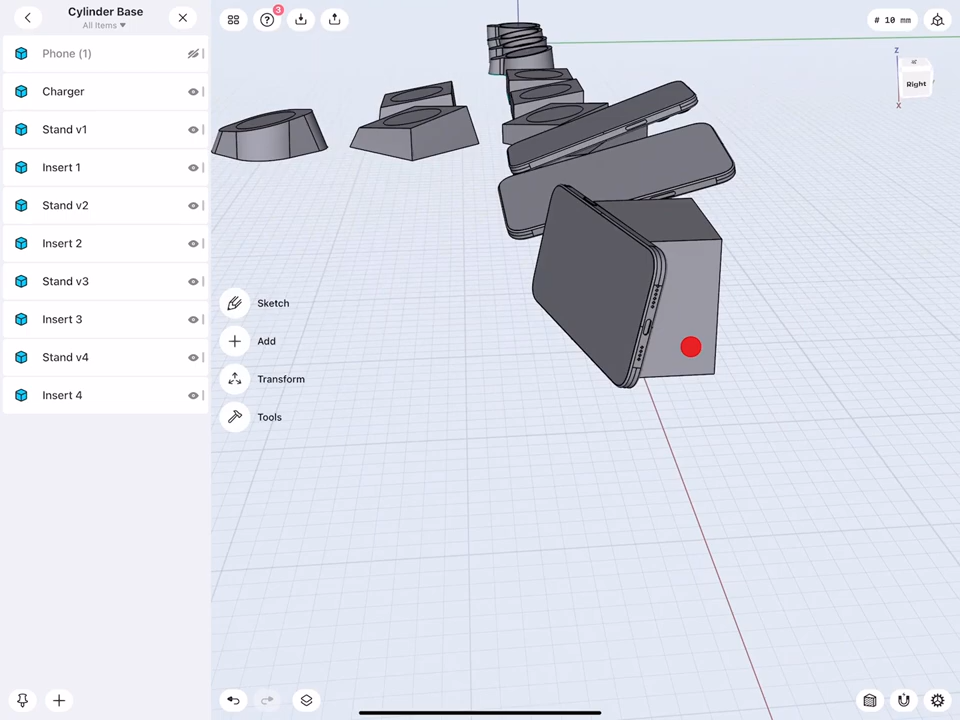 Cylinder Base
All Items ▼
Phone (1)
Charger
Stand v1
Insert 1
Stand v2
Insert 2
Stand v3
Insert 3
Stand v4
Insert 4
3
# 10 mm
Z
Right
X
Sketch
Add
Transform
Tools